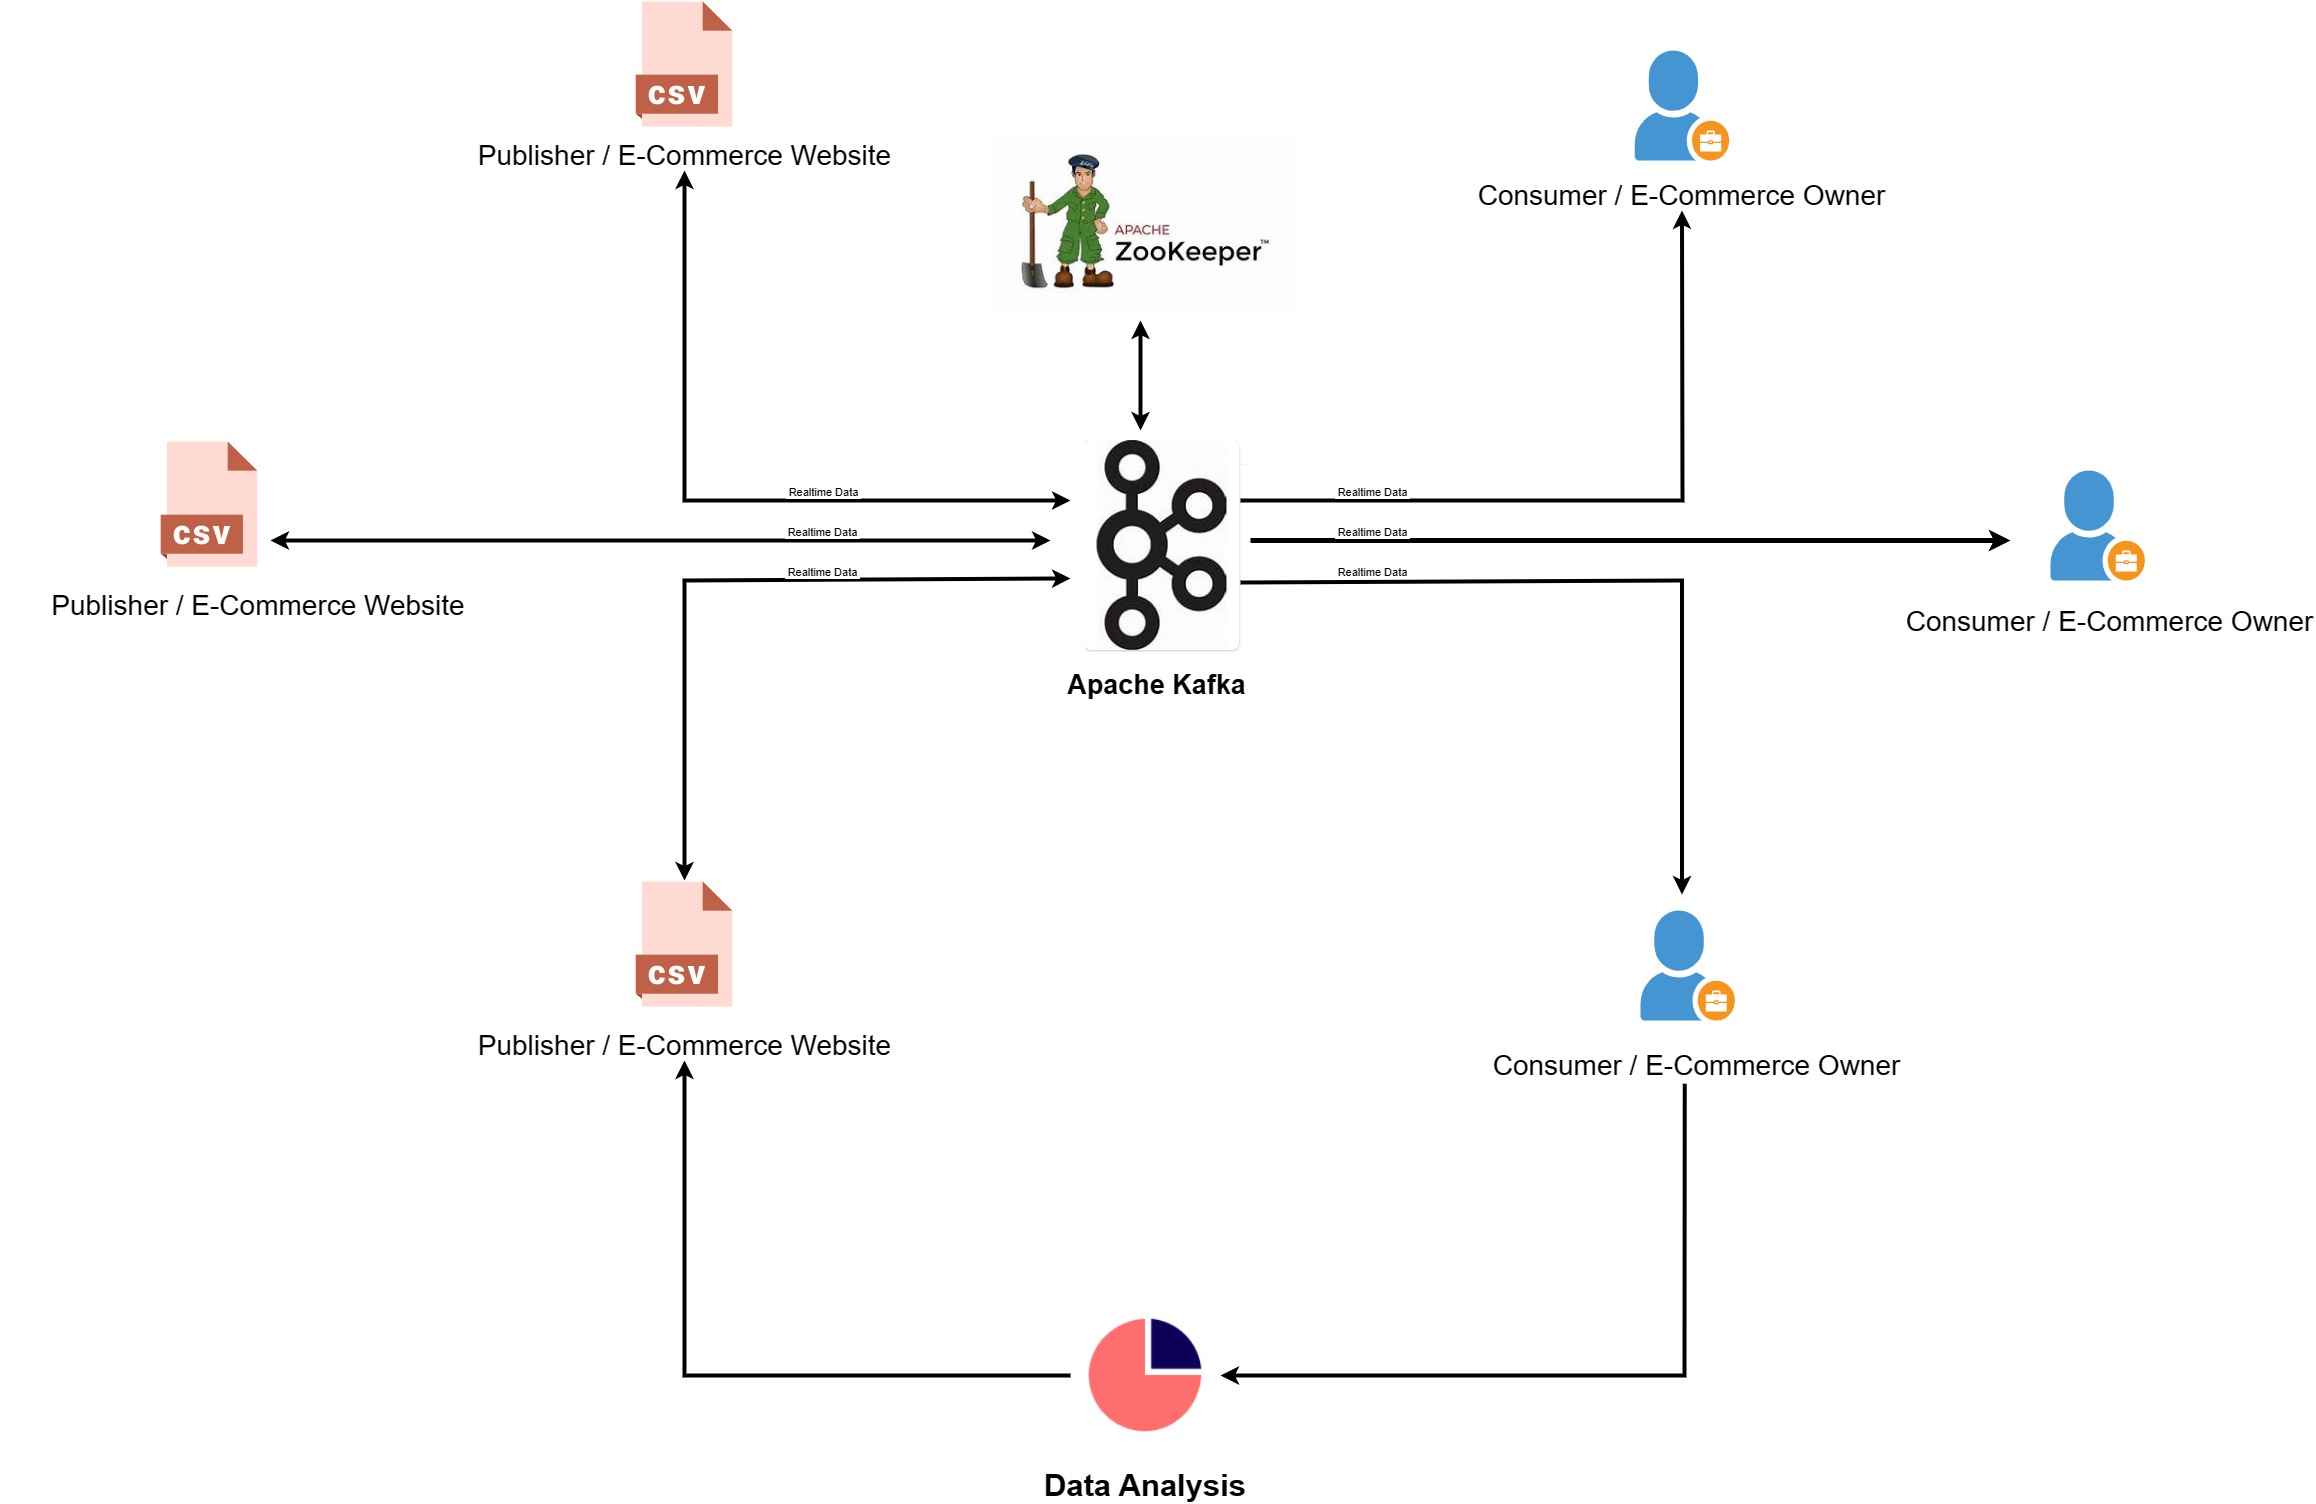 CSV
Publisher / E-Commerce Website
Consumer / E-Commerce Owner
ZOO
APACHE
ZooKeeper™
CSV
Publisher / E-Commerce Website
Realtime Data
Realtime Data
Realtime Data
Realtime Data
Realtime Data
Realtime Data
Consumer / E-Commerce Owner
Apache Kafka
CSV
Publisher / E-Commerce Website
Consumer / E-Commerce Owner
Data Analysis